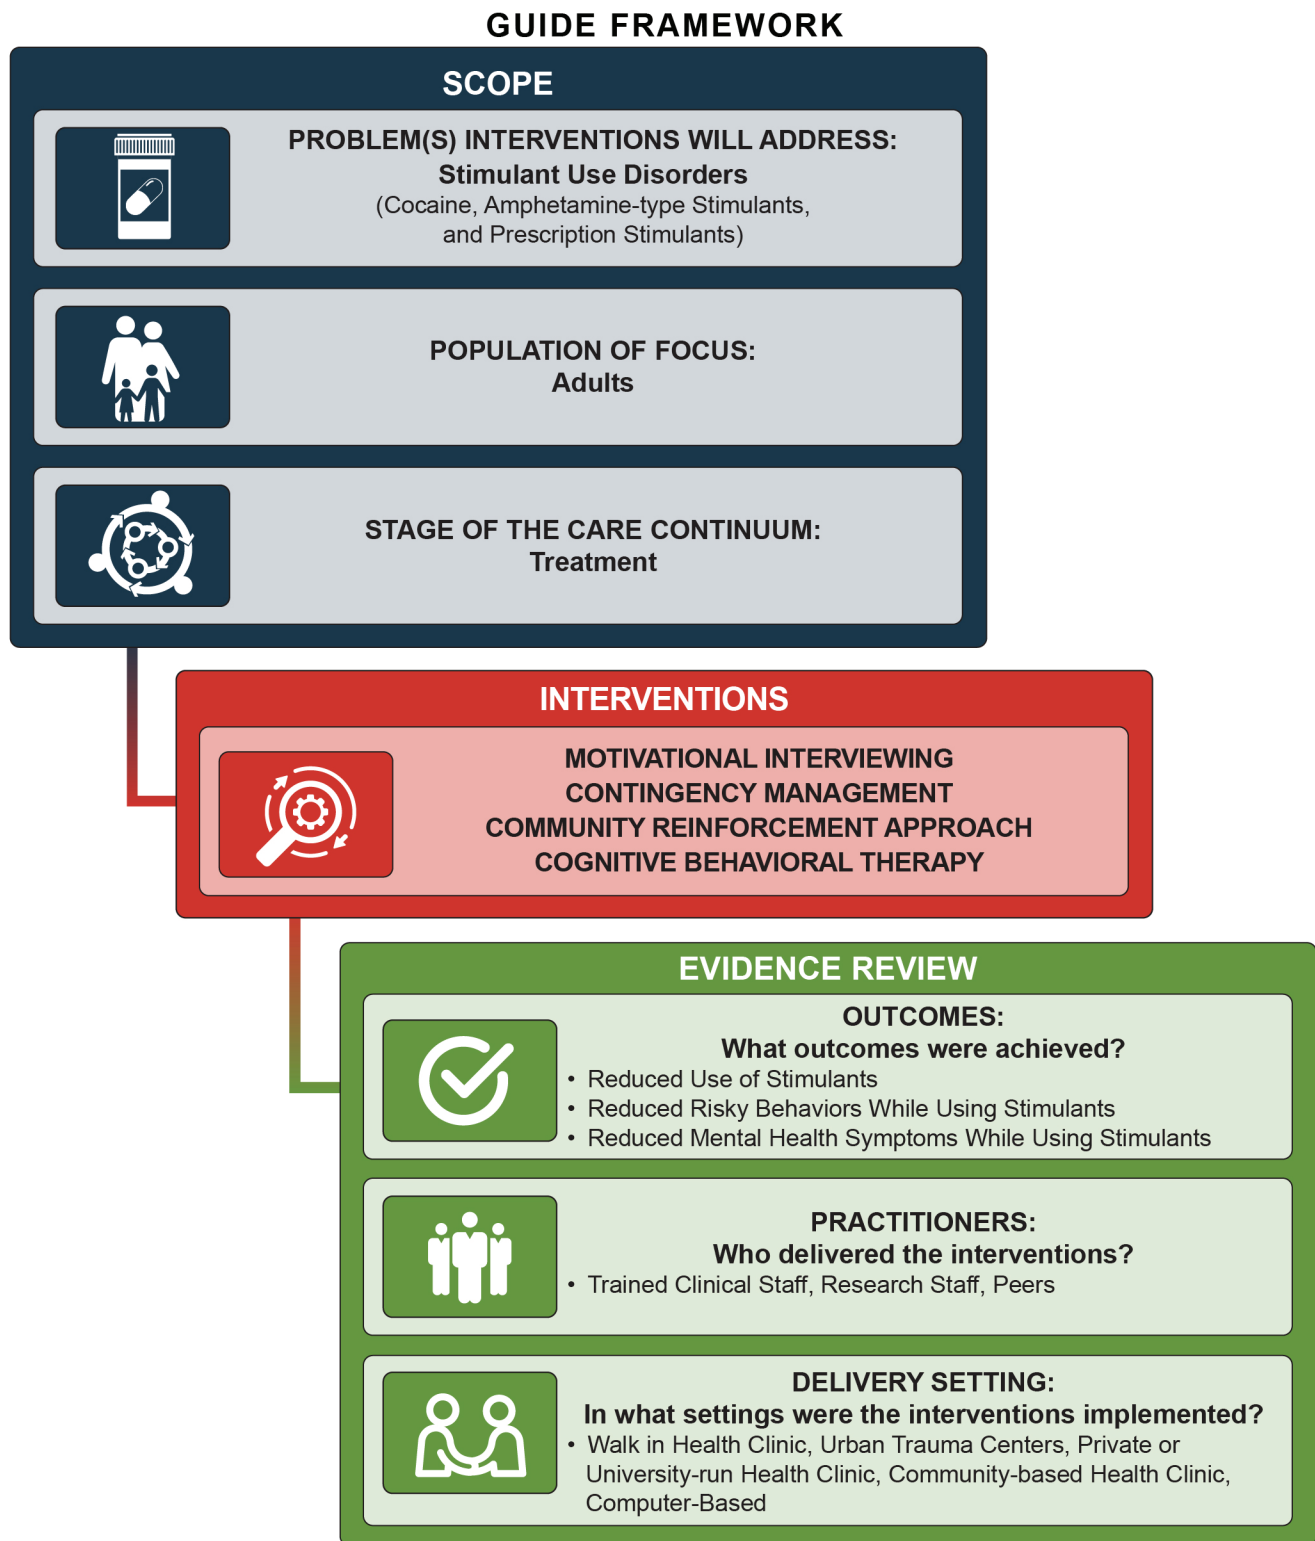 GUIDE FRAMEWORK
SCOPE
PROBLEM(S) INTERVENTIONS WILL ADDRESS:
Stimulant Use Disorders
(Cocaine, Amphetamine-type Stimulants,
and Prescription Stimulants)
POPULATION OF FOCUS:
Adults
STAGE OF THE CARE CONTINUUM:
Treatment
INTERVENTIONS
MOTIVATIONAL INTERVIEWING
CONTINGENCY MANAGEMENT
COMMUNITY REINFORCEMENT APPROACH
COGNITIVE BEHAVIORAL THERAPY
EVIDENCE REVIEW
OUTCOMES:
What outcomes were achieved?
• Reduced Use of Stimulants
• Reduced Risky Behaviors While Using Stimulants
• Reduced Mental Health Symptoms While Using Stimulants
PRACTITIONERS:
Who delivered the interventions?
• Trained Clinical Staff, Research Staff, Peers
DELIVERY SETTING:
In what settings were the interventions implemented?
• Walk in Health Clinic, Urban Trauma Centers, Private or
University-run Health Clinic, Community-based Health Clinic,
Computer-Based